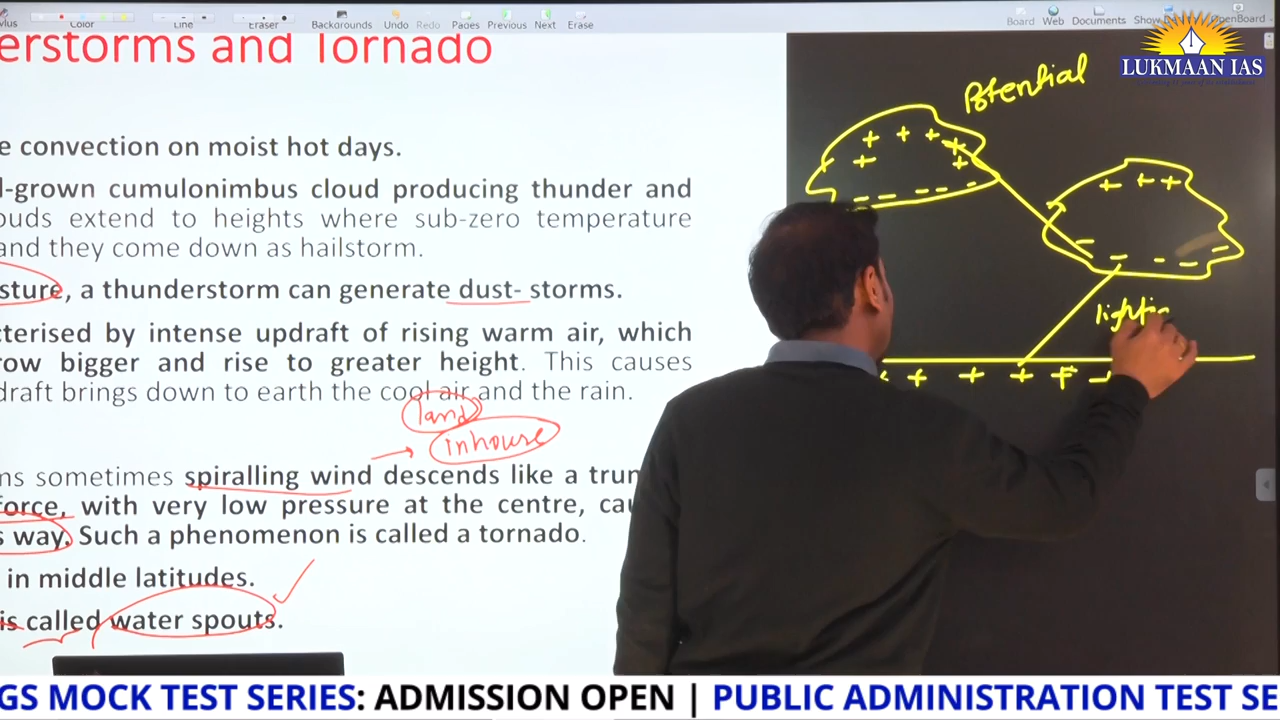 Color
Line
Eraser
Backgrounds
Undo
Redo
Pages
Previous
Next
Erase
Board
Web
Documents
OpenBoard
LUKMAAN IAS
erstorms and Tornado
e convection on moist hot days.
l-grown cumulonimbus cloud producing thunder and
ouds extend to heights where sub-zero temperature
and they come down as hailstorm.
sture, a thunderstorm can generate dust- storms.
cterised by intense updraft of rising warm air, which
row bigger and rise to greater height. This causes
draft brings down to earth the cool air and the rain.
land
→ inhouse
ns sometimes spiralling wind descends like a trun
force, with very low pressure at the centre, cau
s way. Such a phenomenon is called a tornado.
in middle latitudes.
is called water spouts.
Potential
GS MOCK TEST SERIES: ADMISSION OPEN | PUBLIC ADMINISTRATION TEST SE